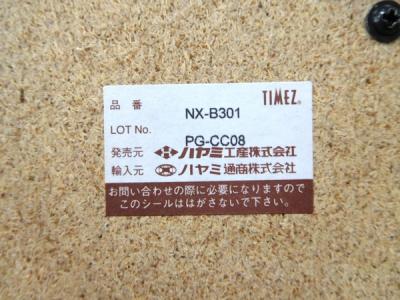 TIMEZ®
品番 NX-B301
LOT No. PG-CC08
発売元 ハヤミ工産株式会社
輸入元 ハヤミ通商株式会社
お問い合わせの際に必要になりますので
このシールははがさないで下さい。